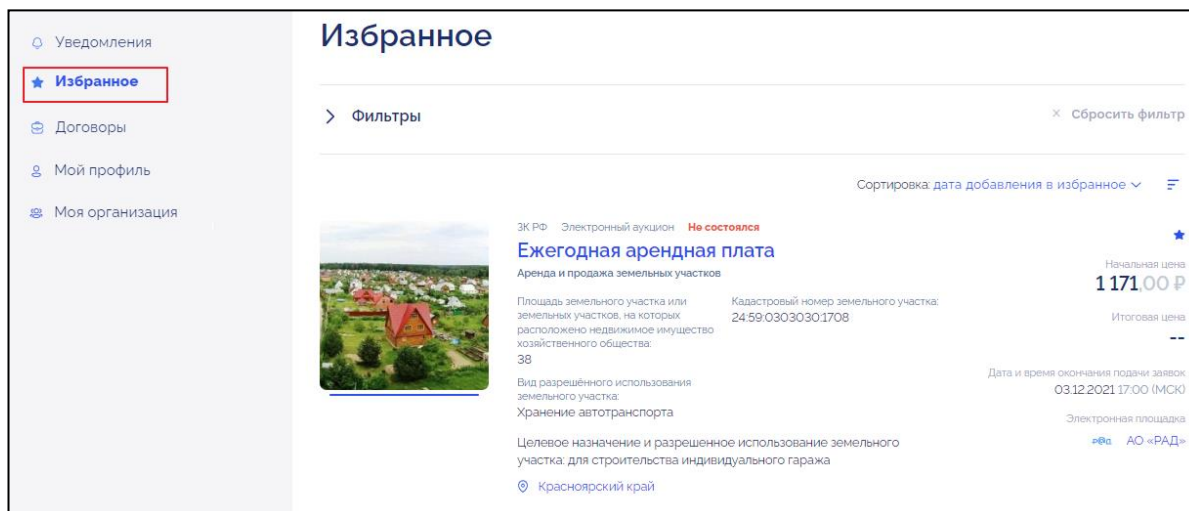 Уведомления
Избранное
Договоры
Мой профиль
Моя организация
Избранное
Фильтры
× Сбросить фильтр
Сортировка: дата добавления в избранное
ЗК РФ Электронный аукцион Не состоялся
Ежегодная арендная плата
Аренда и продажа земельных участков
Площадь земельного участка или
земельных участков, на которых
расположено недвижимое имущество
хозяйственного общества:
38
Кадастровый номер земельного участка:
24:59:0303030:1708
Вид разрешённого использования
земельного участка:
Хранение автотранспорта
Целевое назначение и разрешенное использование земельного
участка: для строительства индивидуального гаража
Красноярский край
Начальная цена
1 171,00 ₽
Итоговая цена
--
Дата и время окончания подачи заявок
03.12.2021 17:00 (МСК)
Электронная площадка
р@д АО «РАД»